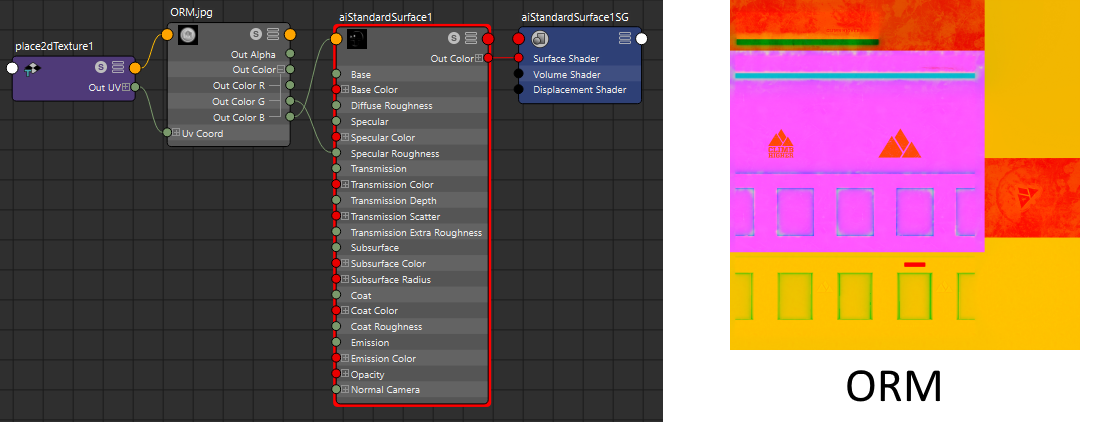 place2dTexture1
Out UV
ORM.jpg
Out Alpha
Out Color
Out Color R
Out Color G
Out Color B
Uv Coord
aiStandardSurface1
Out Color
Base
Base Color
Diffuse Roughness
Specular
Specular Color
Specular Roughness
Transmission
Transmission Color
Transmission Depth
Transmission Scatter
Transmission Extra Roughness
Subsurface
Subsurface Color
Subsurface Radius
Coat
Coat Color
Coat Roughness
Emission
Emission Color
Opacity
Normal Camera
aiStandardSurface1SG
Surface Shader
Volume Shader
Displacement Shader
ORM